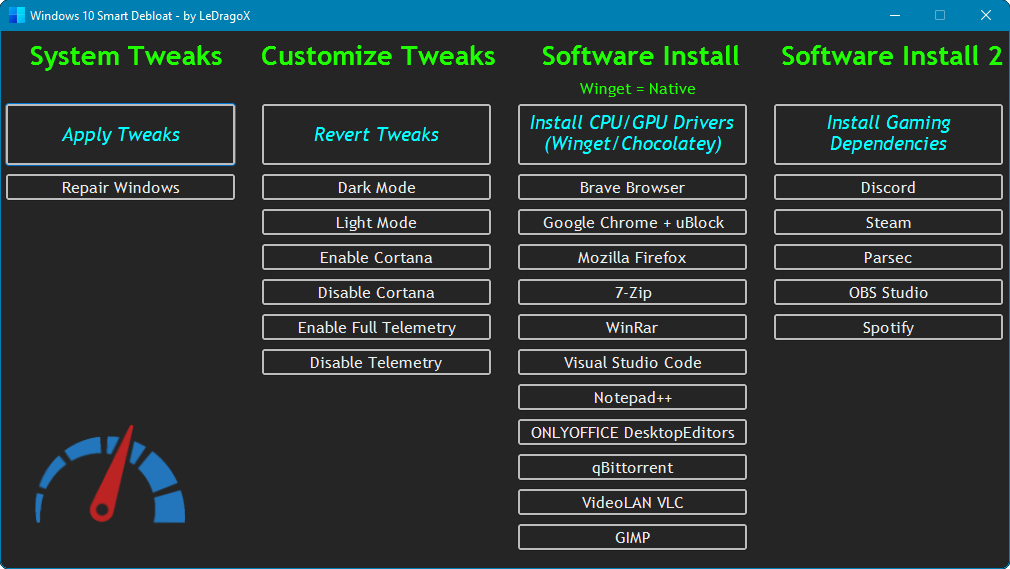 Windows 10 Smart Debloat - by LeDragoX
System Tweaks
Apply Tweaks
Repair Windows
Customize Tweaks
Revert Tweaks
Dark Mode
Light Mode
Enable Cortana
Disable Cortana
Enable Full Telemetry
Disable Telemetry
Software Install
Winget = Native
Install CPU/GPU Drivers
(Winget/Chocolatey)
Brave Browser
Google Chrome + uBlock
Mozilla Firefox
7-Zip
WinRar
Visual Studio Code
Notepad++
ONLYOFFICE DesktopEditors
qBittorrent
VideoLAN VLC
GIMP
Software Install 2
Install Gaming
Dependencies
Discord
Steam
Parsec
OBS Studio
Spotify